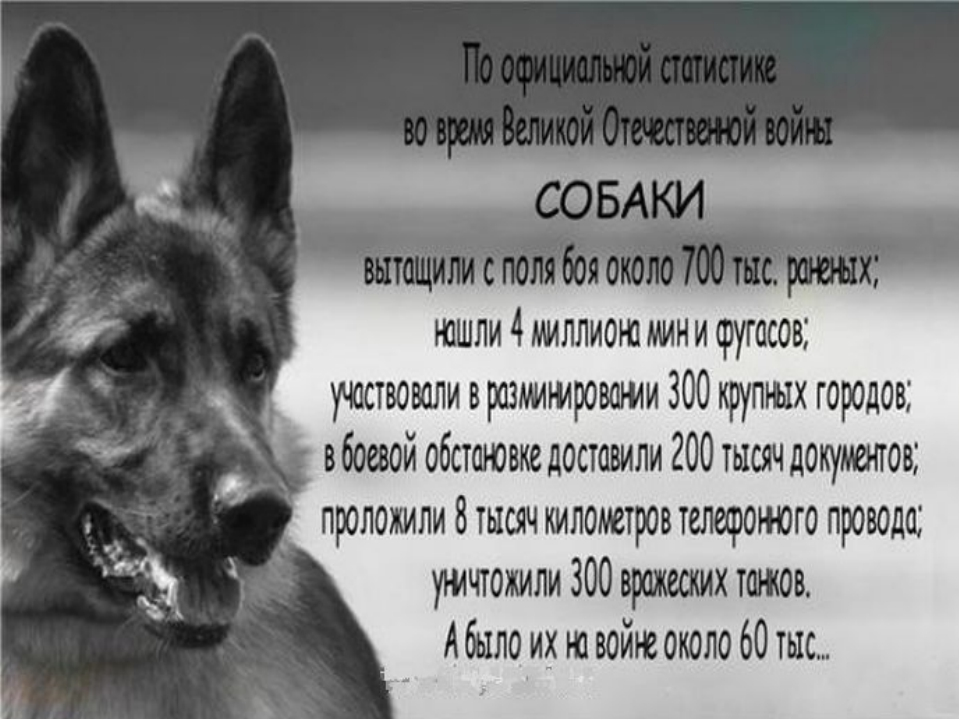 По официальной статистике
во время Великой Отечественной войны
СОБАКИ
вытащили с поля боя около 700 тыс. раненых;
нашли 4 миллиона мин и фугасов;
участвовали в разминировании 300 крупных городов;
в боевой обстановке доставили 200 тысяч документов;
проложили 8 тысяч километров телефонного провода;
уничтожили 300 вражеских танков.
А было их на войне около 60 тыс...